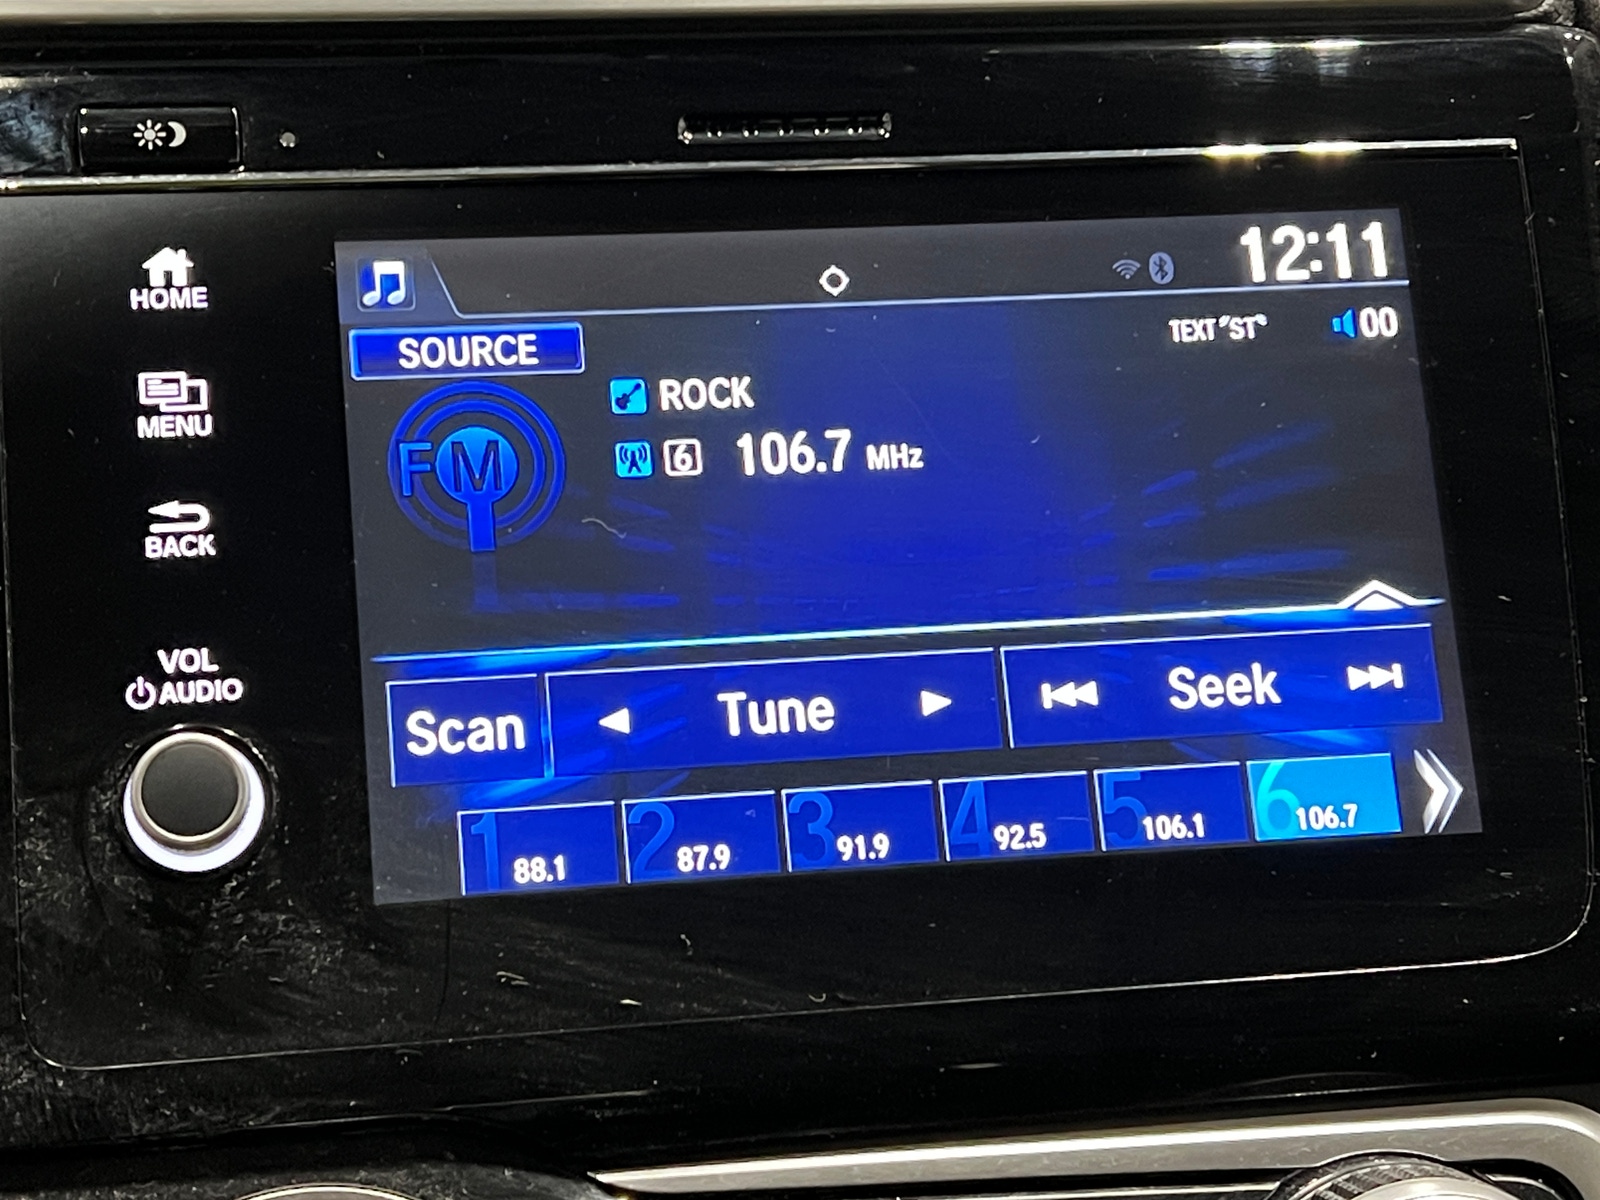 12:11
HOME
TEXT "ST"
00
SOURCE
ROCK
MENU
FM
6 106.7 MHz
BACK
VOL
AUDIO
Scan
Tune
Seek
1 88.1
2 87.9
3 91.9
4 92.5
5 106.1
6 106.7